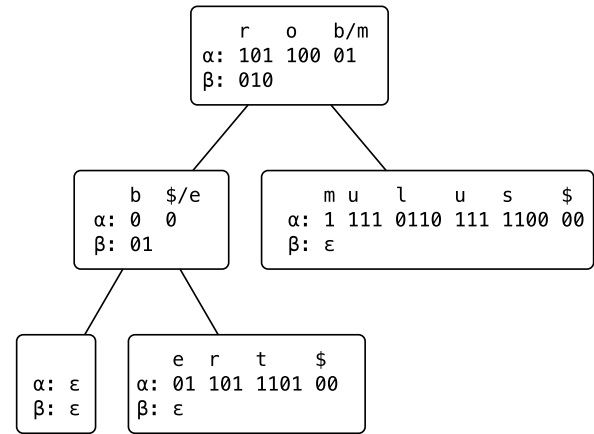 r o b/m
α: 101 100 01
β: 010
b $/e
α: 0 0
β: 01
m u l u s $
α: 1 111 0110 111 1100 00
β: ε
α: ε
β: ε
e r t $
α: 01 101 1101 00
β: ε